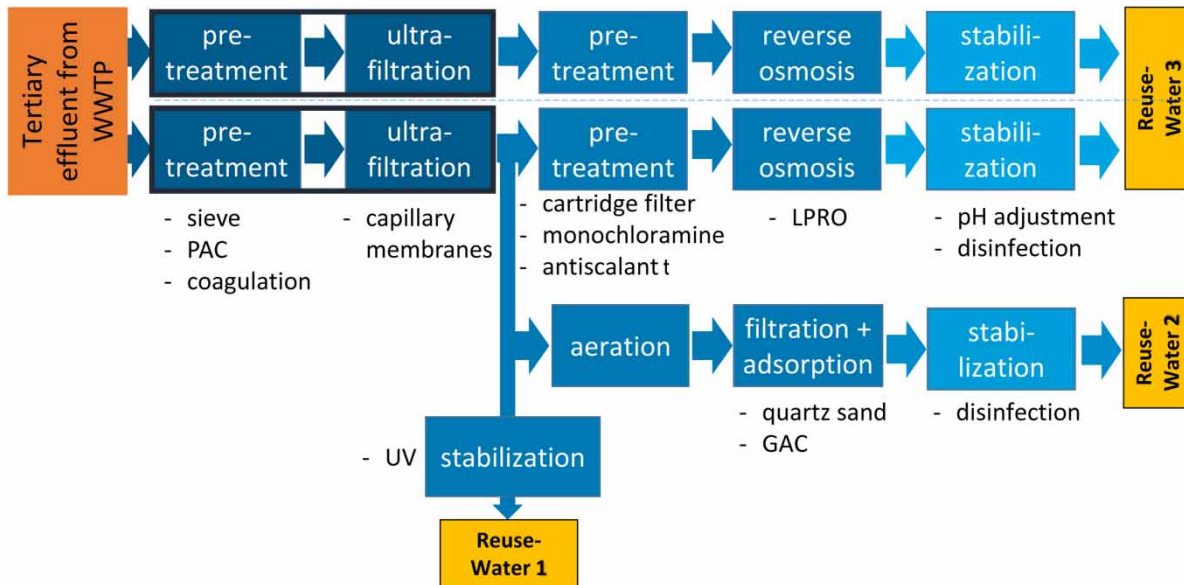 Tertiary
effluent from
WWTP
pre-
treatment
ultra-
filtration
pre-
treatment
reverse
osmosis
stabili-
zation
Reuse-
Water 3
pre-
treatment
ultra-
filtration
pre-
treatment
reverse
osmosis
stabili-
zation
- sieve
- PAC
- coagulation
- capillary
membranes
- cartridge filter
- monochloramine
- antiscalant t
- LPRO
- pH adjustment
- disinfection
aeration
filtration +
adsorption
stabi-
lization
Reuse-
Water 2
- quartz sand
- GAC
- disinfection
- UV
stabilization
Reuse-
Water 1